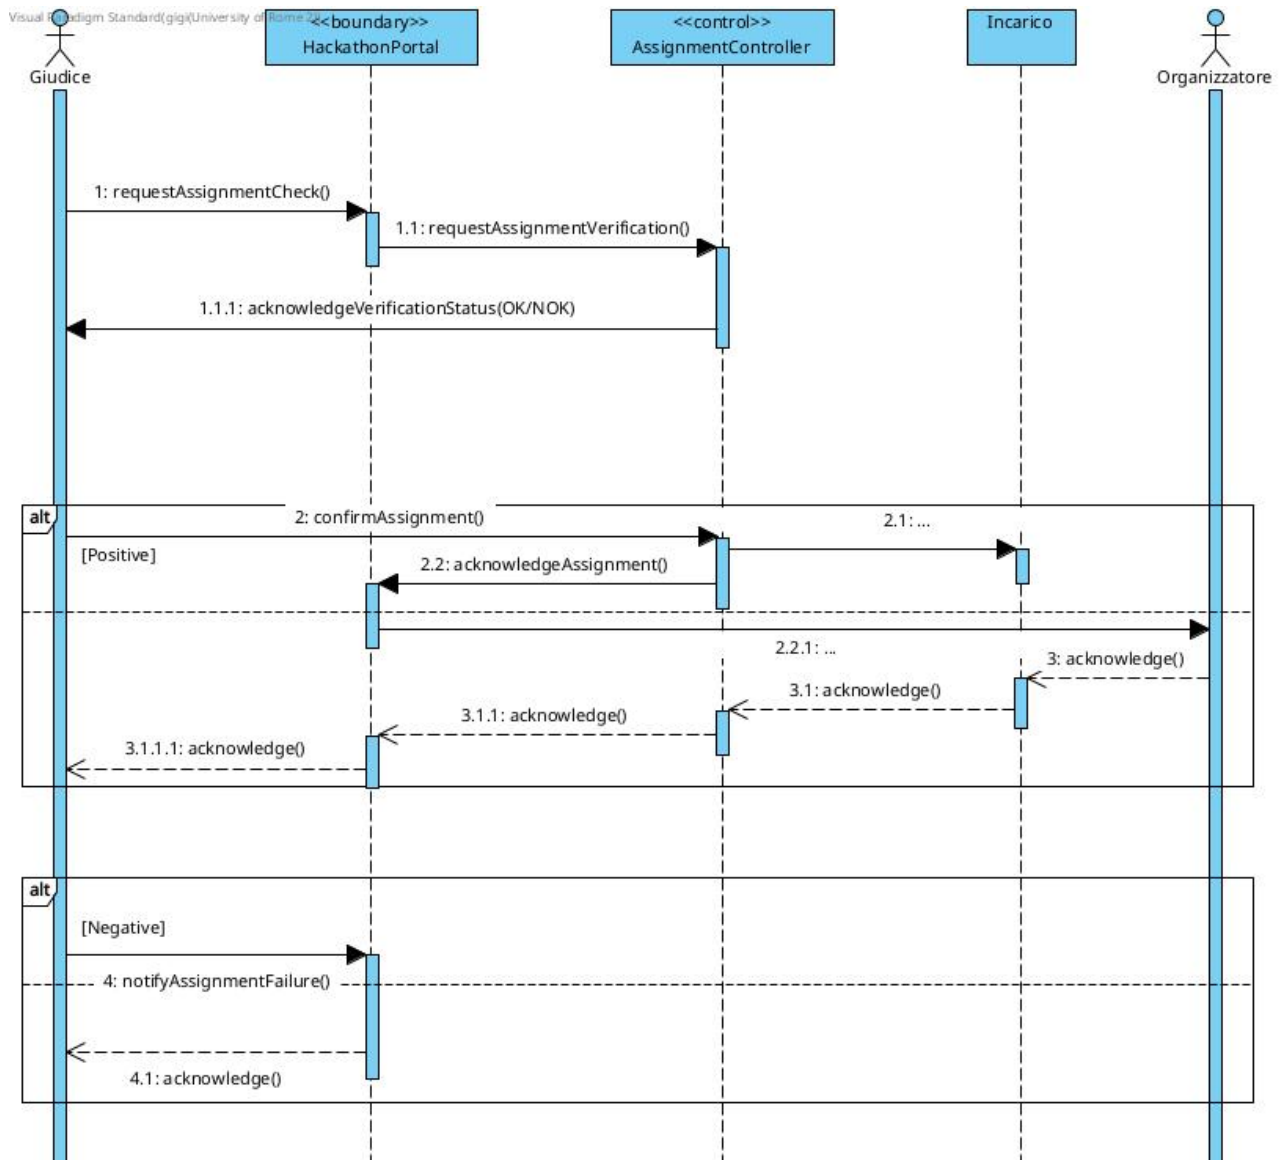 Visual Paradigm Standard(gigi(University of Rome
<<boundary>>
HackathonPortal
<<control>>
AssignmentController
Incarico
Giudice
Organizzatore
1: requestAssignmentCheck()
1.1: requestAssignmentVerification()
1.1.1: acknowledgeVerificationStatus(OK/NOK)
alt
2: confirmAssignment()
2.1: ...
[Positive]
2.2: acknowledgeAssignment()
2.2.1: ...
3: acknowledge()
3.1: acknowledge()
3.1.1: acknowledge()
3.1.1.1: acknowledge()
alt
[Negative]
4: notifyAssignmentFailure()
4.1: acknowledge()